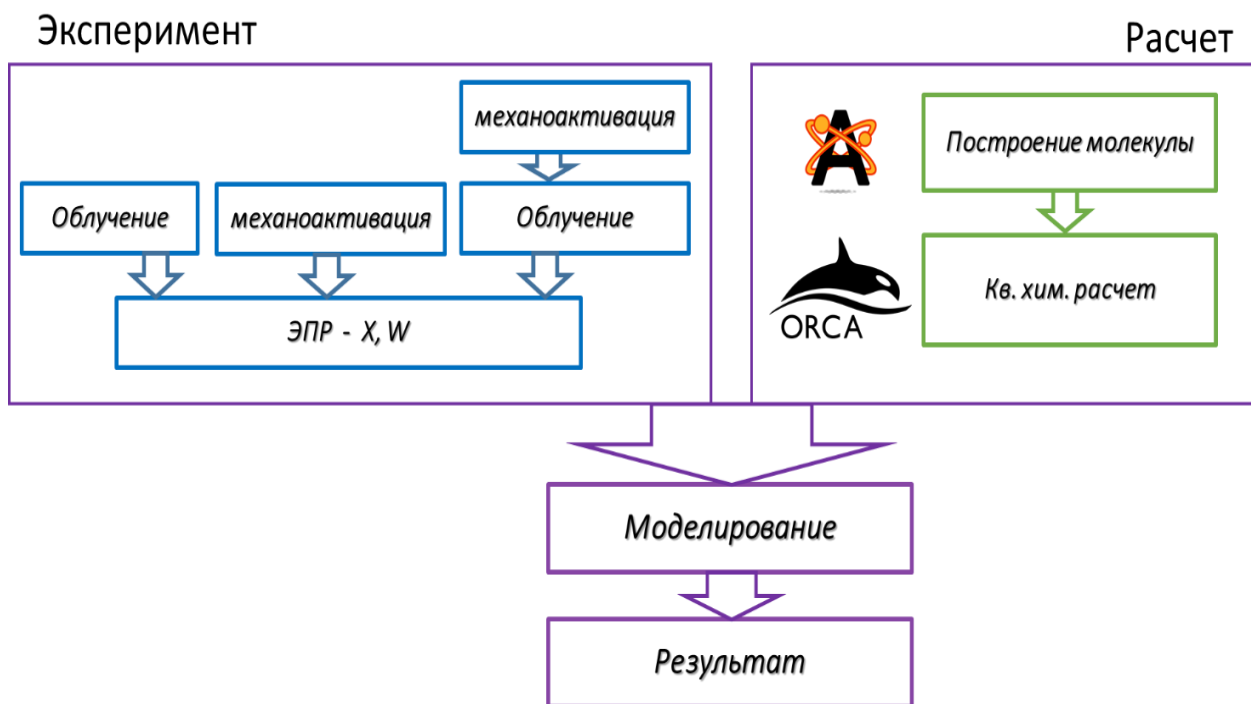 Эксперимент
Расчет
механоактивация
Облучение
механоактивация
Облучение
ЭПР - X, W
Построение молекулы
Кв. хим. расчет
ORCA
Моделирование
Результат